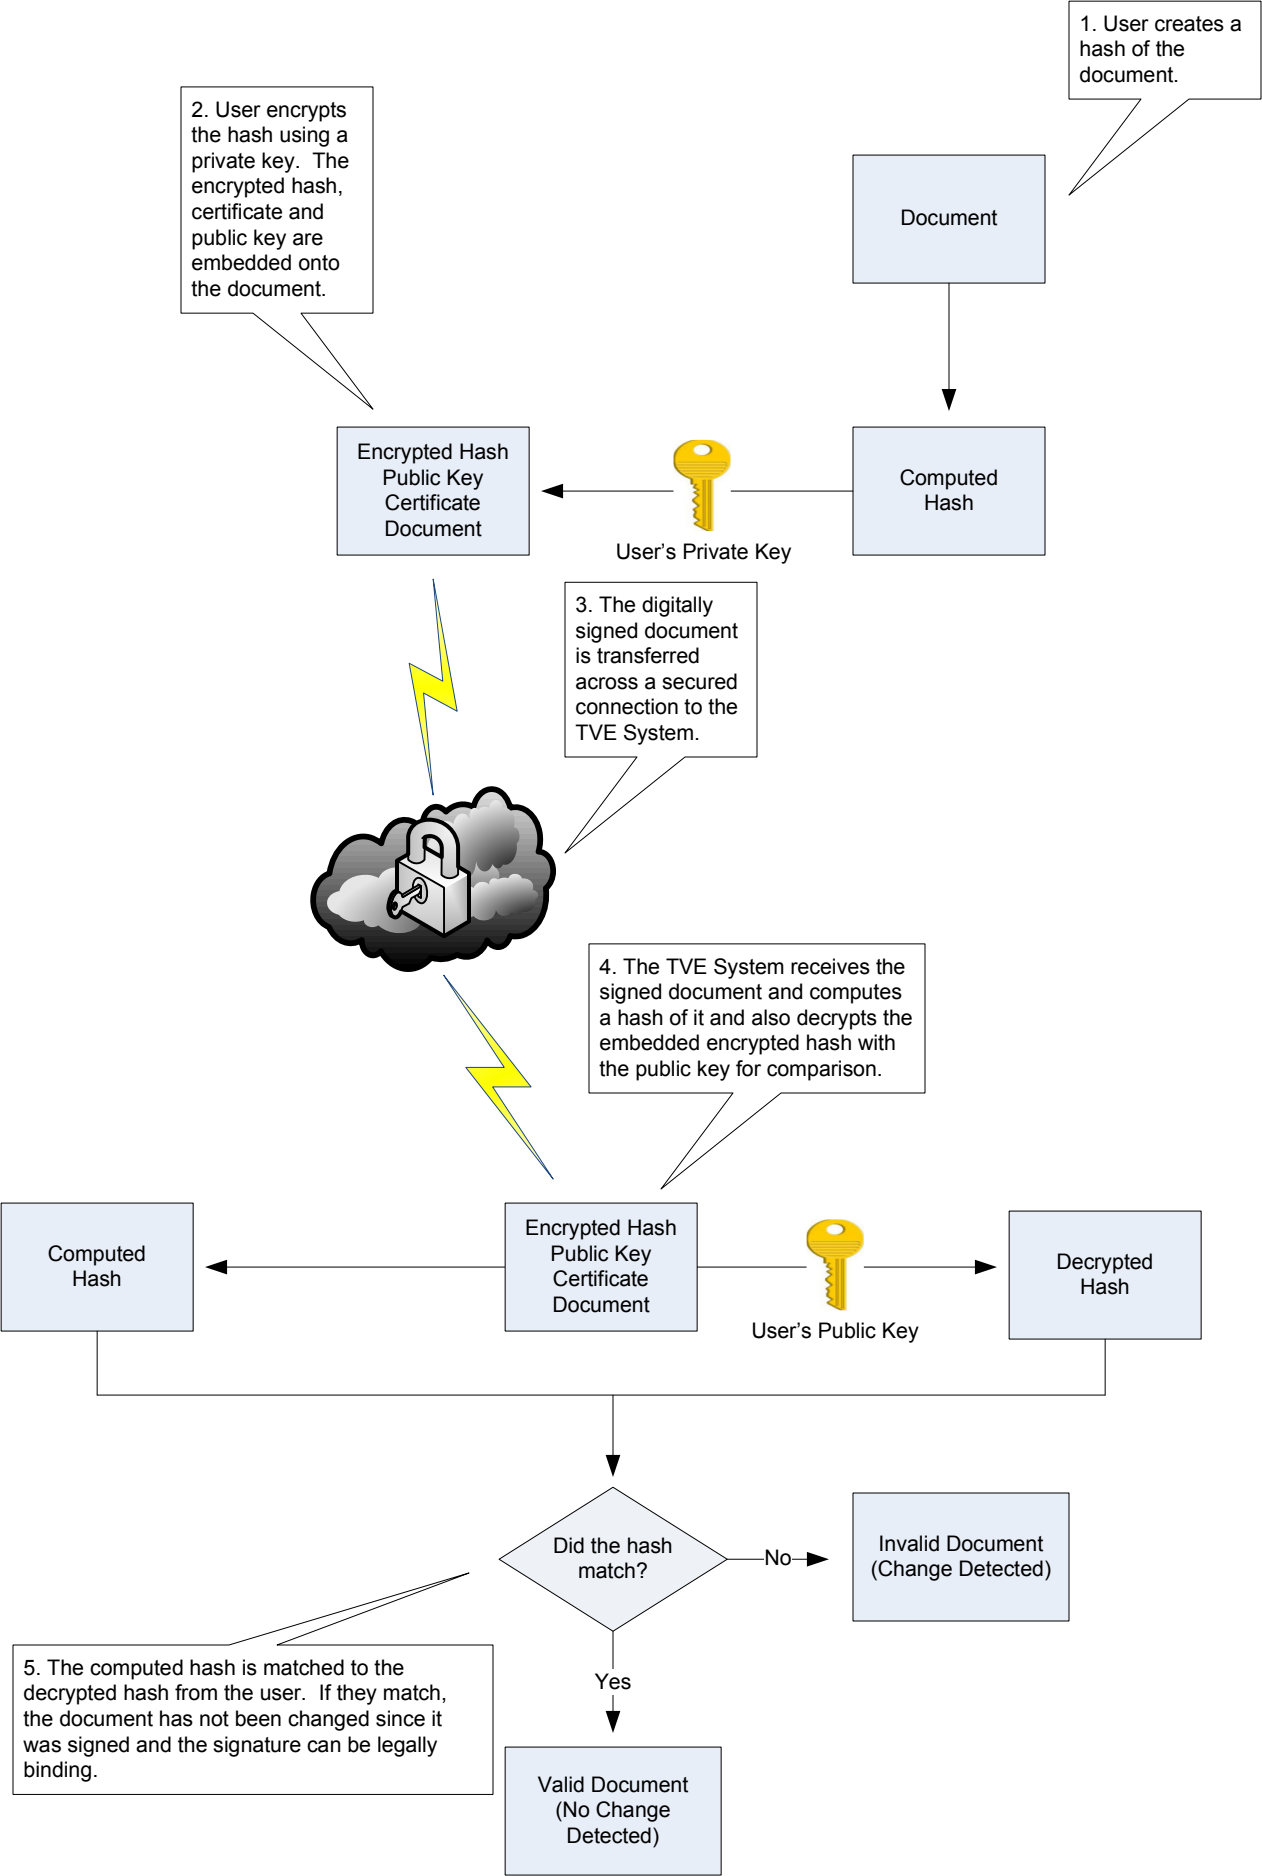 1. User creates a
hash of the
document.
2. User encrypts
the hash using a
private key.  The
encrypted hash,
certificate and
public key are
embedded onto
the document.
Document
Encrypted Hash
Public Key
Certificate
Document
User's Private Key
Computed
Hash
3. The digitally
signed document
is transferred
across a secured
connection to the
TVE System.
4. The TVE System receives the
signed document and computes
a hash of it and also decrypts the
embedded encrypted hash with
the public key for comparison.
Computed
Hash
Encrypted Hash
Public Key
Certificate
Document
User's Public Key
Decrypted
Hash
Did the hash
match?
No
Invalid Document
(Change Detected)
5. The computed hash is matched to the
decrypted hash from the user.  If they match,
the document has not been changed since it
was signed and the signature can be legally
binding.
Yes
Valid Document
(No Change
Detected)